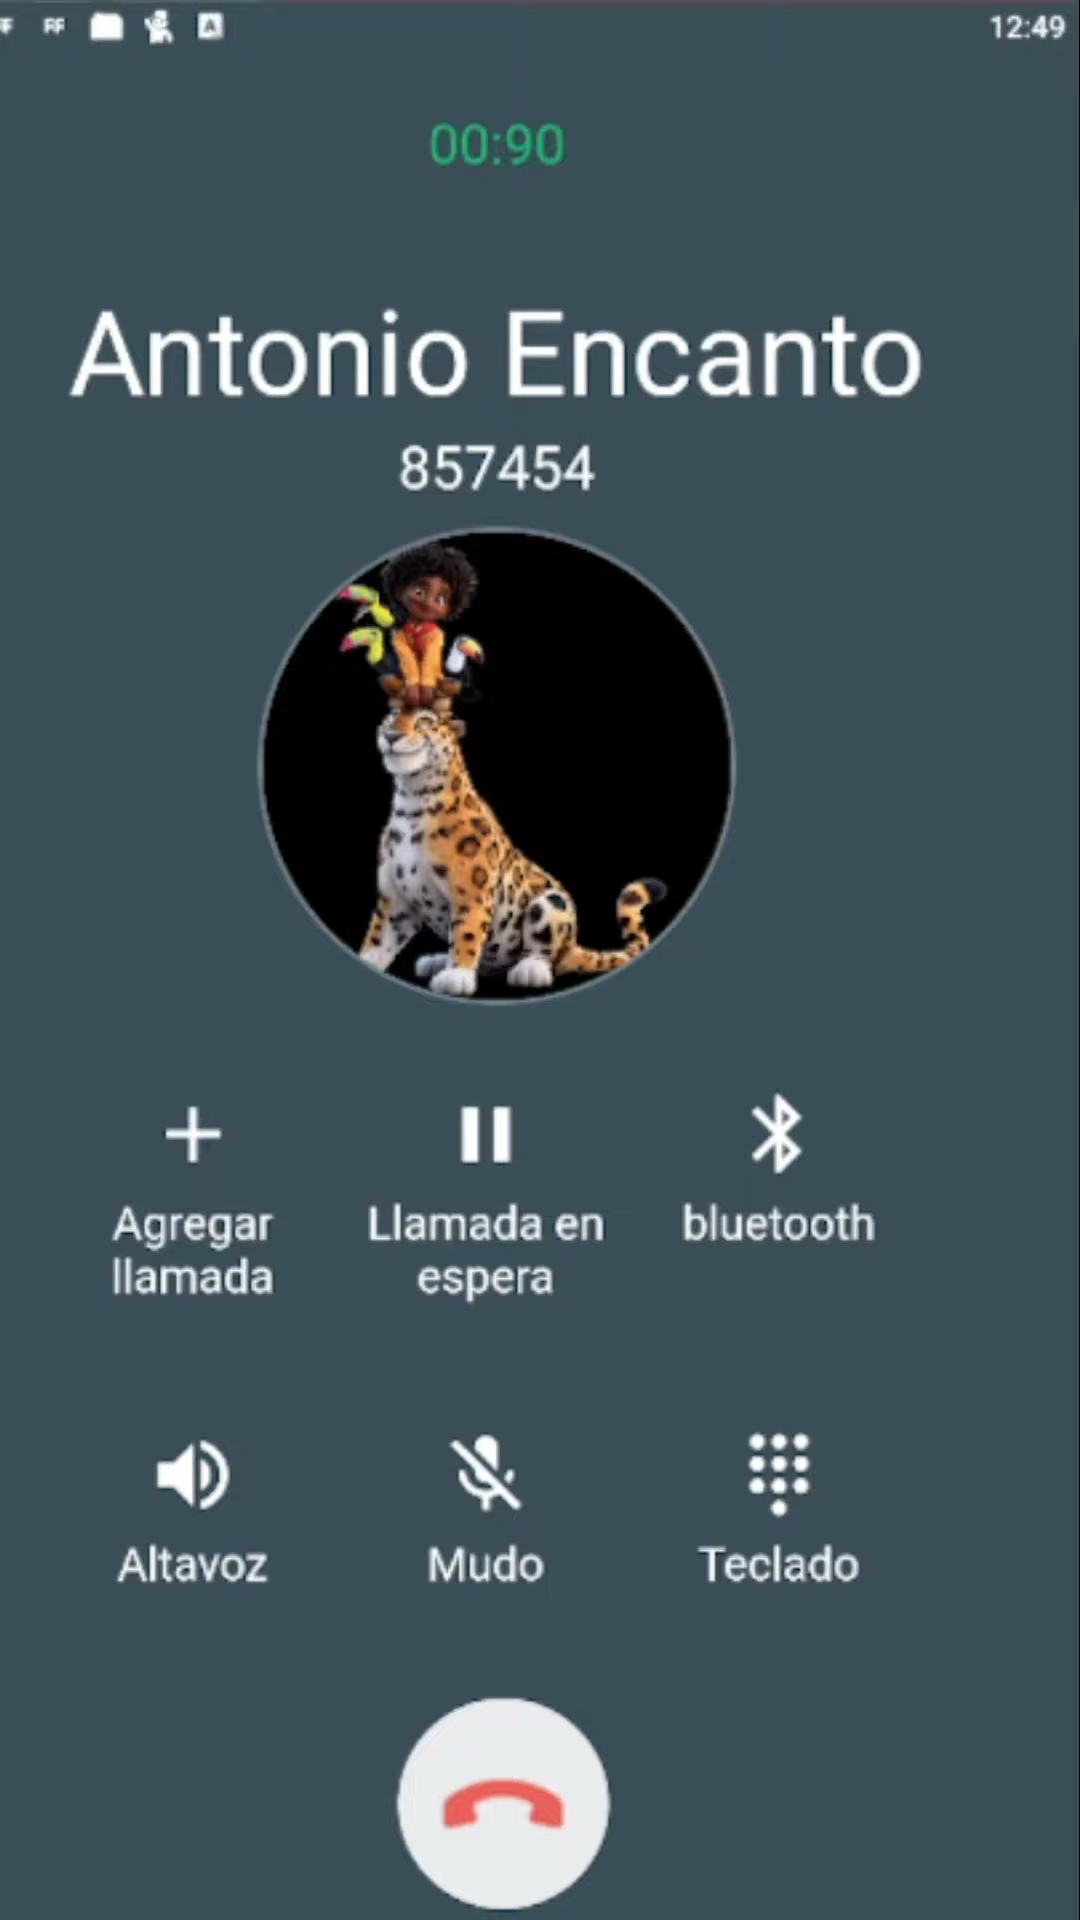 12:49
00:90
Antonio Encanto
857454
Agregar
llamada
Llamada en
espera
bluetooth
Altavoz
Mudo
Teclado